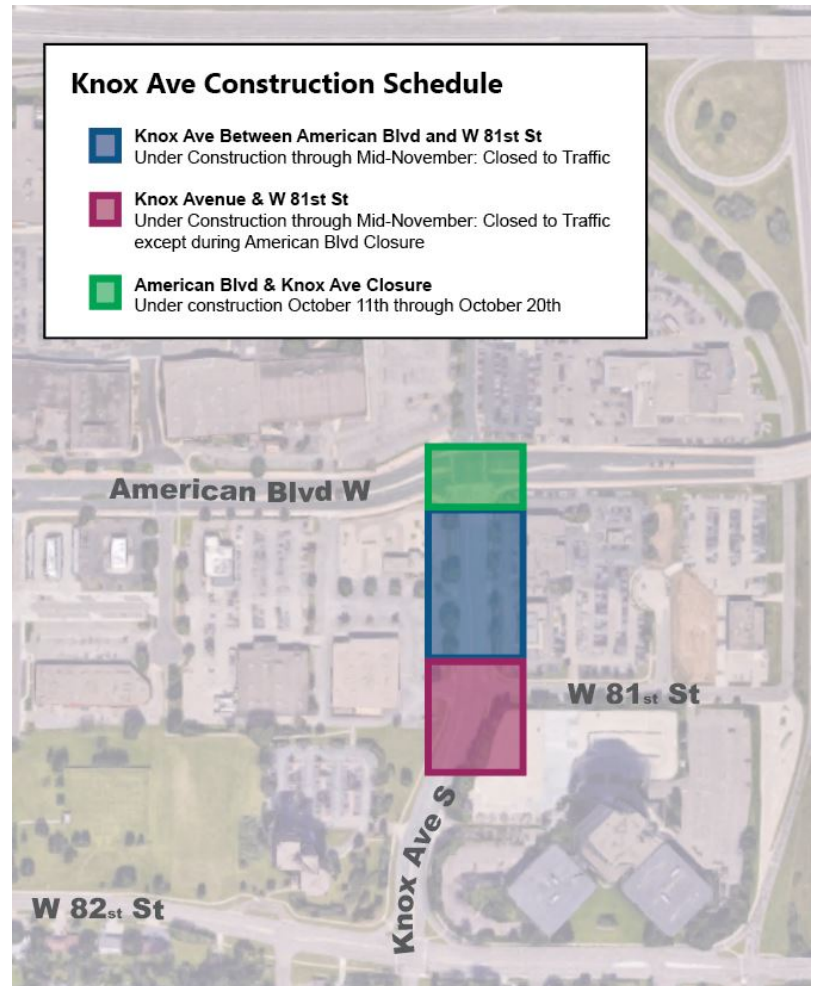 Knox Ave Construction Schedule
Knox Ave Between American Blvd and W 81st St
Under Construction through Mid-November: Closed to Traffic
Knox Avenue & W 81st St
Under Construction through Mid-November: Closed to Traffic
except during American Blvd Closure
American Blvd & Knox Ave Closure
Under construction October 11th through October 20th
American Blvd W
W 81st St
Knox Ave S
W 82st St